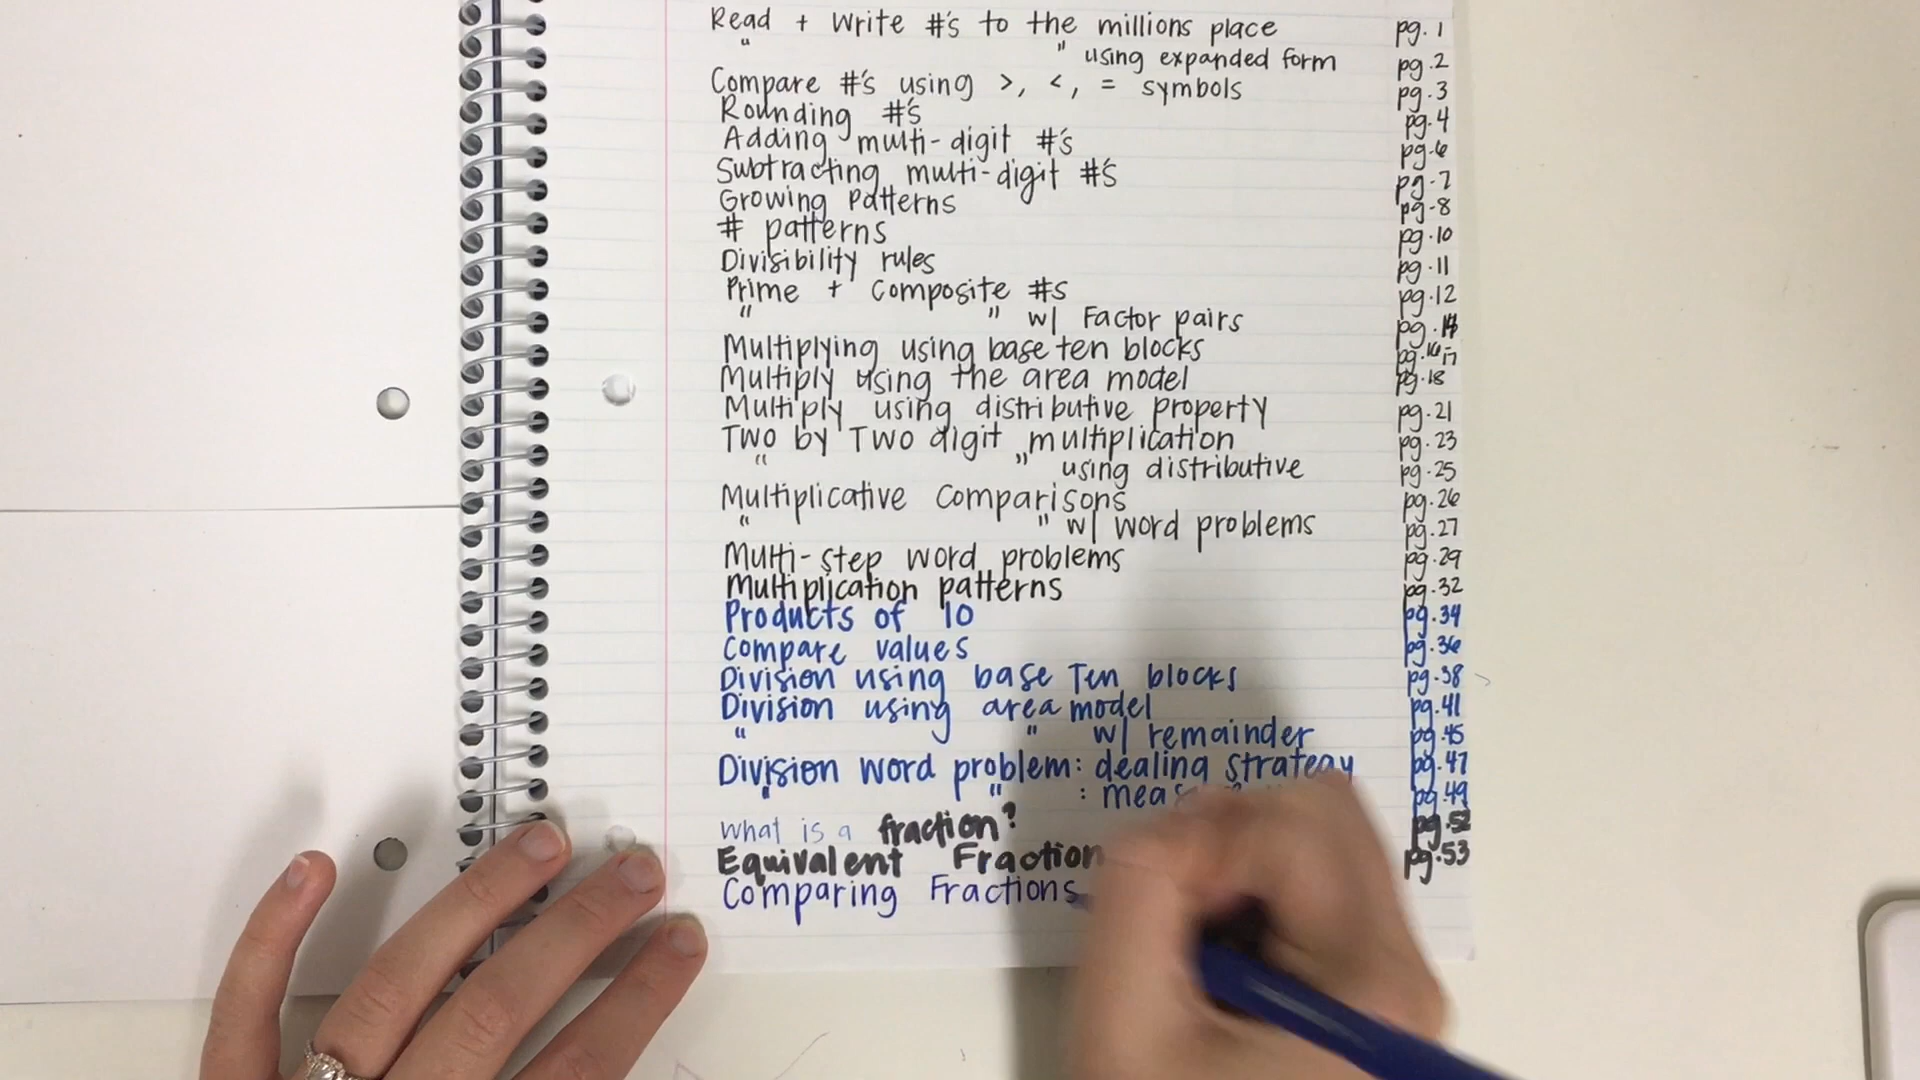 Read + Write #'s to the millions place pg. 1
" " using expanded form pg. 2
Compare #'s using >, <, = symbols pg. 3
Rounding #'s pg. 4
Adding multi-digit #'s pg. 6
Subtracting multi-digit #'s pg. 7
Growing Patterns pg. 8
# patterns pg. 10
Divisibility rules pg. 11
Prime + Composite #s pg. 12
" " w/ Factor pairs pg.
Multiplying using base ten blocks pg. 16-17
Multiply using the area model pg. 18
Multiply using distributive property pg. 21
Two by Two digit multiplication pg. 23
" " using distributive pg. 25
Multiplicative Comparisons pg. 26
" " w/ word problems pg. 27
Multi-step word problems pg. 29
Multiplication patterns pg. 32
Products of 10 pg. 34
Compare values pg. 36
Division using base Ten blocks pg. 38
Division using area model pg. 41
" " w/ remainder pg. 45
Division word problem: dealing strategy pg. 47
" " : pg. 49
What is a fraction? pg. 52
Equivalent Fraction pg. 53
Comparing Fractions